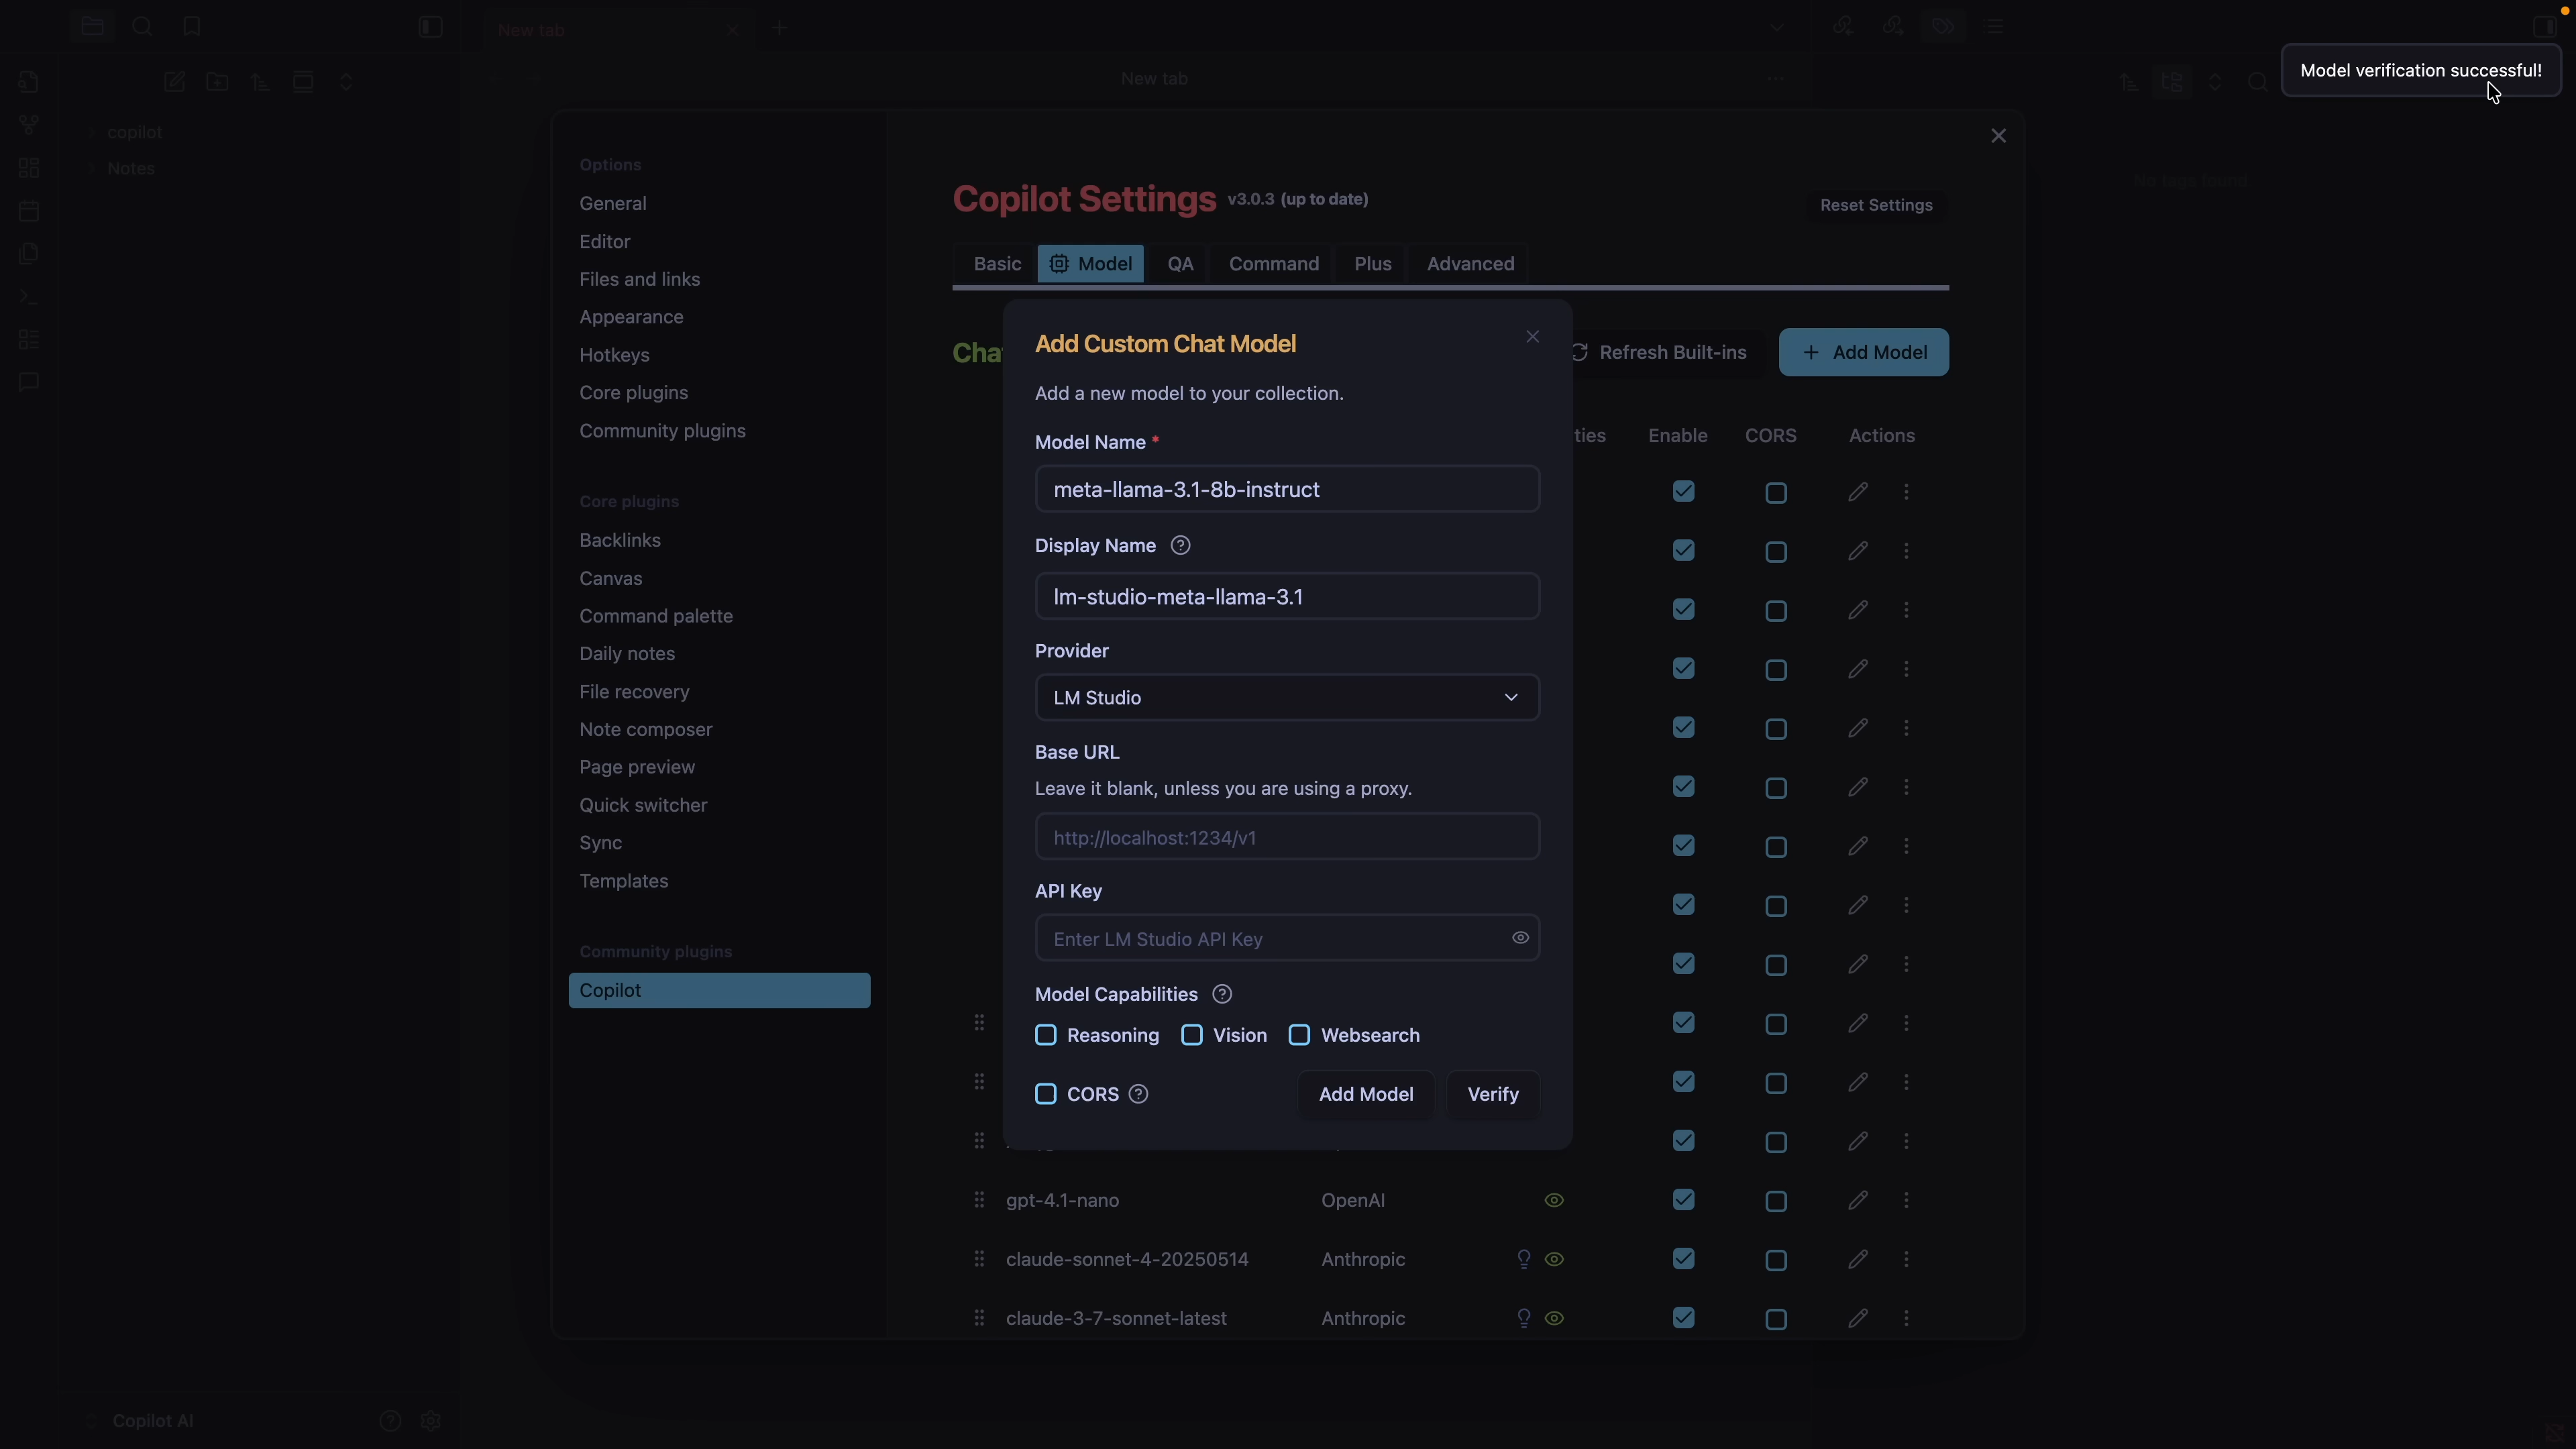 New tab
New tab
Model verification successful!
copilot
Notes
No tags found
Options
General
Editor
Files and links
Appearance
Hotkeys
Core plugins
Community plugins
Core plugins
Backlinks
Canvas
Command palette
Daily notes
File recovery
Note composer
Page preview
Quick switcher
Sync
Templates
Community plugins
Copilot
Copilot Settings v3.0.3 (up to date)
Reset Settings
Basic Model QA Command Plus Advanced
Cha
Refresh Built-ins
Add Model
ties Enable CORS Actions
Add Custom Chat Model
Add a new model to your collection.
Model Name *
meta-llama-3.1-8b-instruct
Display Name
lm-studio-meta-llama-3.1
Provider
LM Studio
Base URL
Leave it blank, unless you are using a proxy.
http://localhost:1234/v1
API Key
Enter LM Studio API Key
Model Capabilities
Reasoning Vision Websearch
CORS
Add Model Verify
gpt-4.1-nano OpenAI
claude-sonnet-4-20250514 Anthropic
claude-3-7-sonnet-latest Anthropic
Copilot AI